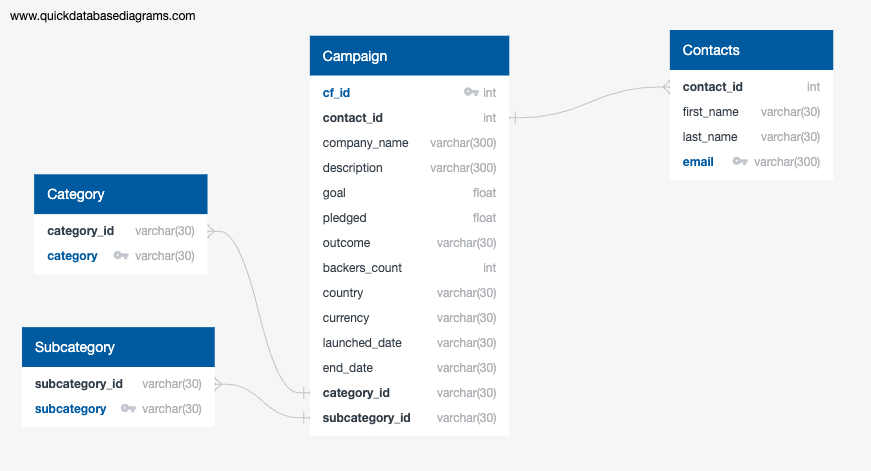 www.quickdatabasediagrams.com
Campaign
cf_id int
contact_id int
company_name varchar(300)
description varchar(300)
goal float
pledged float
outcome varchar(30)
backers_count int
country varchar(30)
currency varchar(30)
launched_date varchar(30)
end_date varchar(30)
category_id varchar(30)
subcategory_id varchar(30)
Contacts
contact_id int
first_name varchar(30)
last_name varchar(30)
email varchar(300)
Category
category_id varchar(30)
category varchar(30)
Subcategory
subcategory_id varchar(30)
subcategory varchar(30)